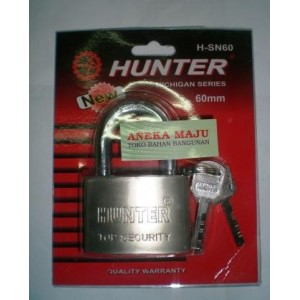 H-SN60
HUNTER ®
MICHIGAN SERIES
New
60mm
ANEKA MAJU
TOKO BAHAN BANGUNAN
HUNTER ®
TOP SECURITY
QUALITY WARRANTY